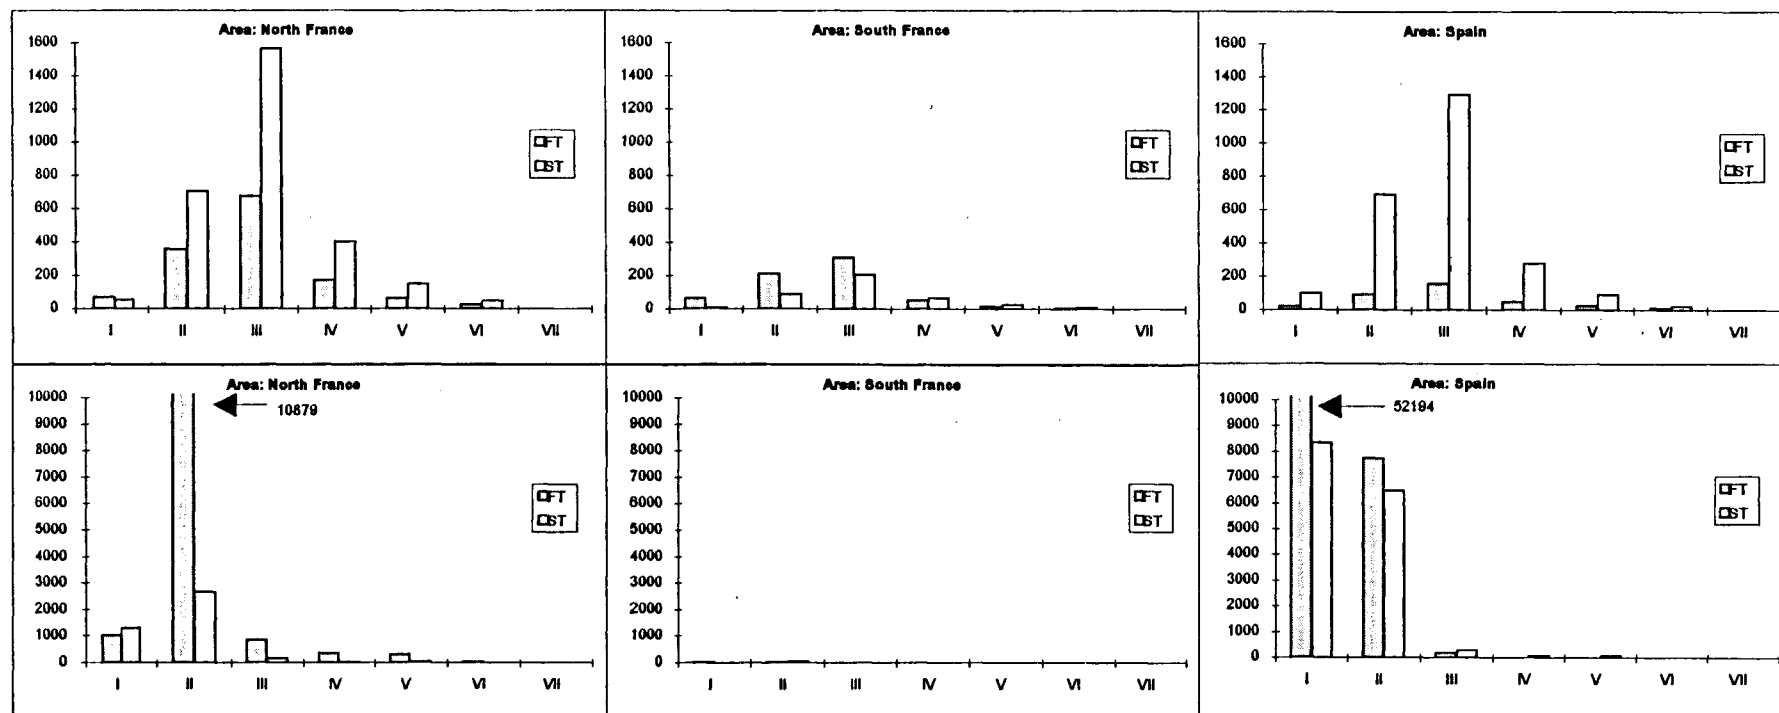 Area: North France
1600
1400
1200
1000
800
600
400
200
0
I II III IV V VI VII
FT
ST
Area: South France
1600
1400
1200
1000
800
600
400
200
0
I II III IV V VI VII
FT
ST
Area: Spain
1600
1400
1200
1000
800
600
400
200
0
I II III IV V VI VII
FT
ST
Area: North France
10000
9000
8000
7000
6000
5000
4000
3000
2000
1000
0
10879
I II III IV V VI VII
FT
ST
Area: South France
10000
9000
8000
7000
6000
5000
4000
3000
2000
1000
0
I II III IV V VI VII
FT
ST
Area: Spain
10000
9000
8000
7000
6000
5000
4000
3000
2000
1000
0
52194
I II III IV V VI VII
FT
ST